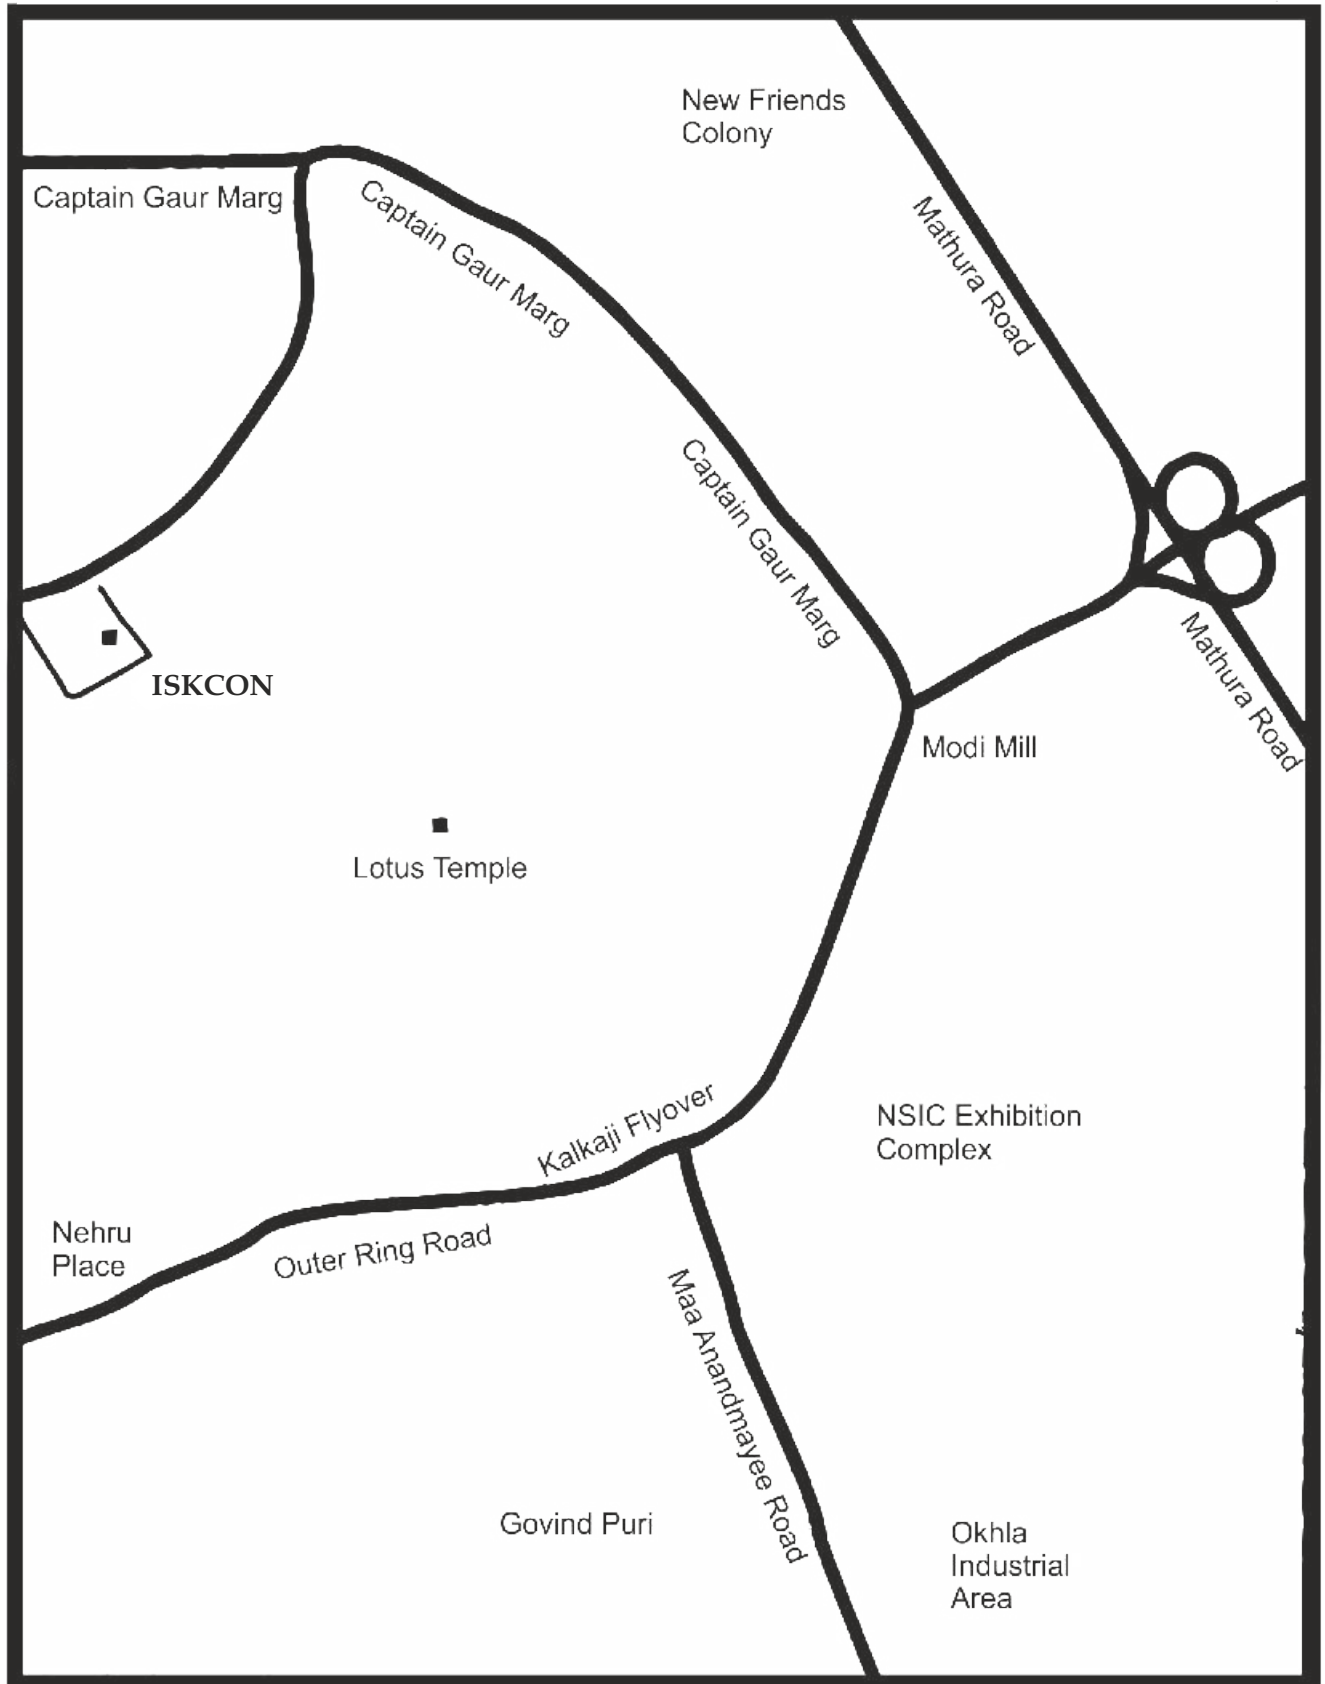 New Friends
Colony
Captain Gaur Marg
Captain Gaur Marg
Mathura Road
Captain Gaur Marg
Mathura Road
ISKCON
Modi Mill
Lotus Temple
Kalkaji Flyover
NSIC Exhibition
Complex
Nehru
Place
Outer Ring Road
Maa Anandmayee Road
Govind Puri
Okhla
Industrial
Area